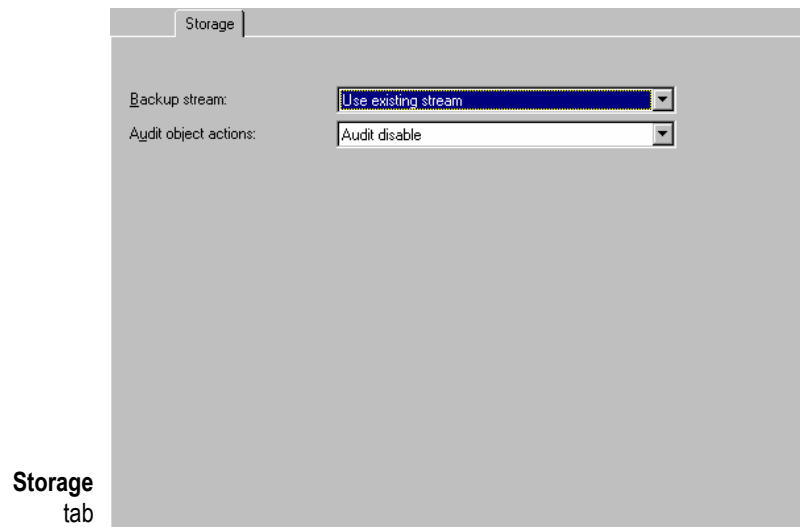 Storage
Backup stream: Use existing stream
Audit object actions: Audit disable
Storage
tab